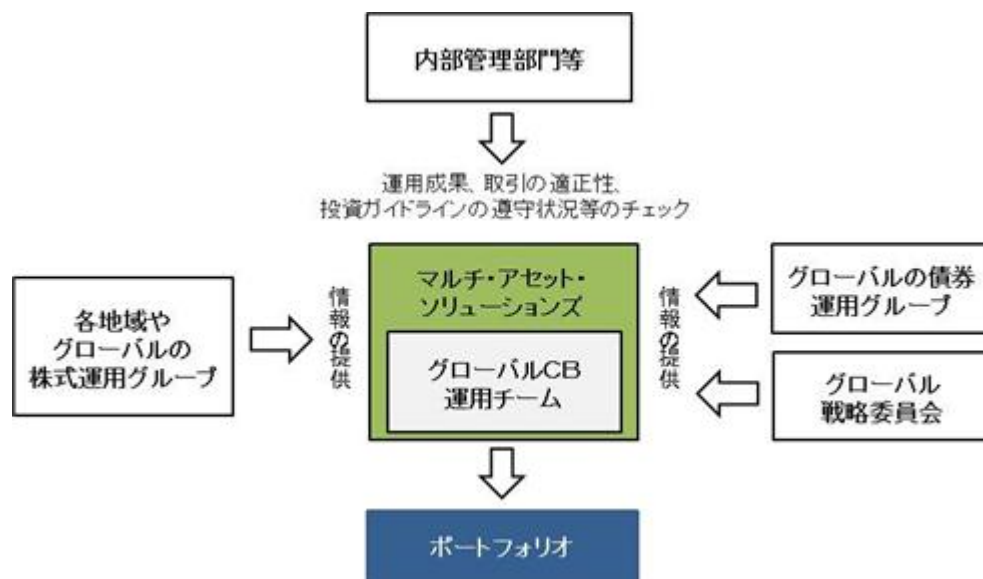 内部管理部門等
運用成果、取引の適正性、
投資ガイドラインの遵守状況等のチェック
各地域や
グローバルの
株式運用グループ
情報の提供
マルチ・アセット・
ソリューションズ
グローバルCB
運用チーム
情報の提供
グローバルの債券
運用グループ
グローバル
戦略委員会
ポートフォリオ